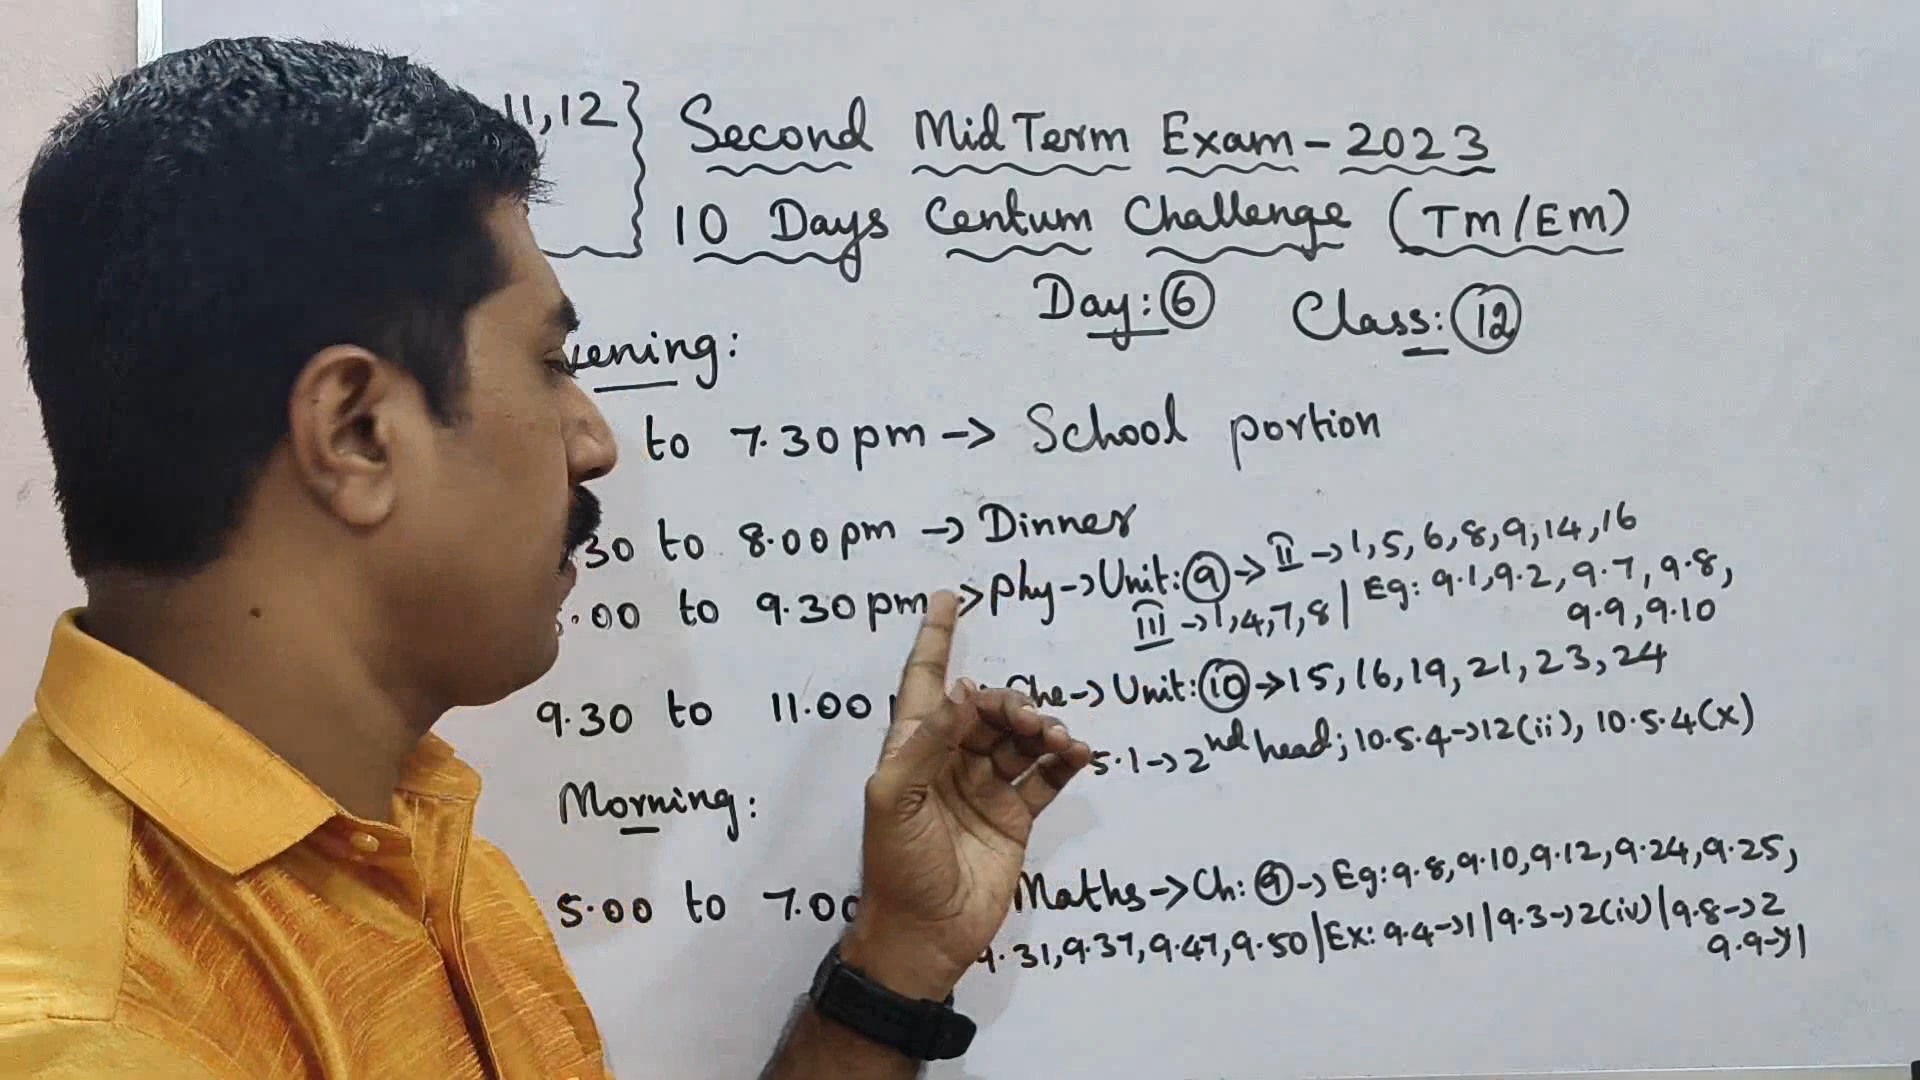 11,12} Second Mid Term Exam - 2023
10 Days Centum Challenge (TM/EM)
Day: 6 Class: 12
vening:
to 7.30 pm -> School portion
30 to 8.00 pm -> Dinner
.00 to 9.30 pm -> Phy -> Unit: 9 -> II -> 1, 5, 6, 8, 9, 14, 16
III -> 1, 4, 7, 8 | Eg: 9.1, 9.2, 9.7, 9.8,
9.9, 9.10
9.30 to 11.00 Che -> Unit: 10 -> 15, 16, 19, 21, 23, 24
5.1 -> 2nd head; 10.5.4 -> 12(ii), 10.5.4(x)
Morning:
5.00 to 7.00 Maths -> Ch: 9 -> Eg: 9.8, 9.10, 9.12, 9.24, 9.25,
9.31, 9.37, 9.47, 9.50 | Ex: 9.4 -> 1 | 9.3 -> 2(iv) | 9.8 -> 2
9.9 -> 1